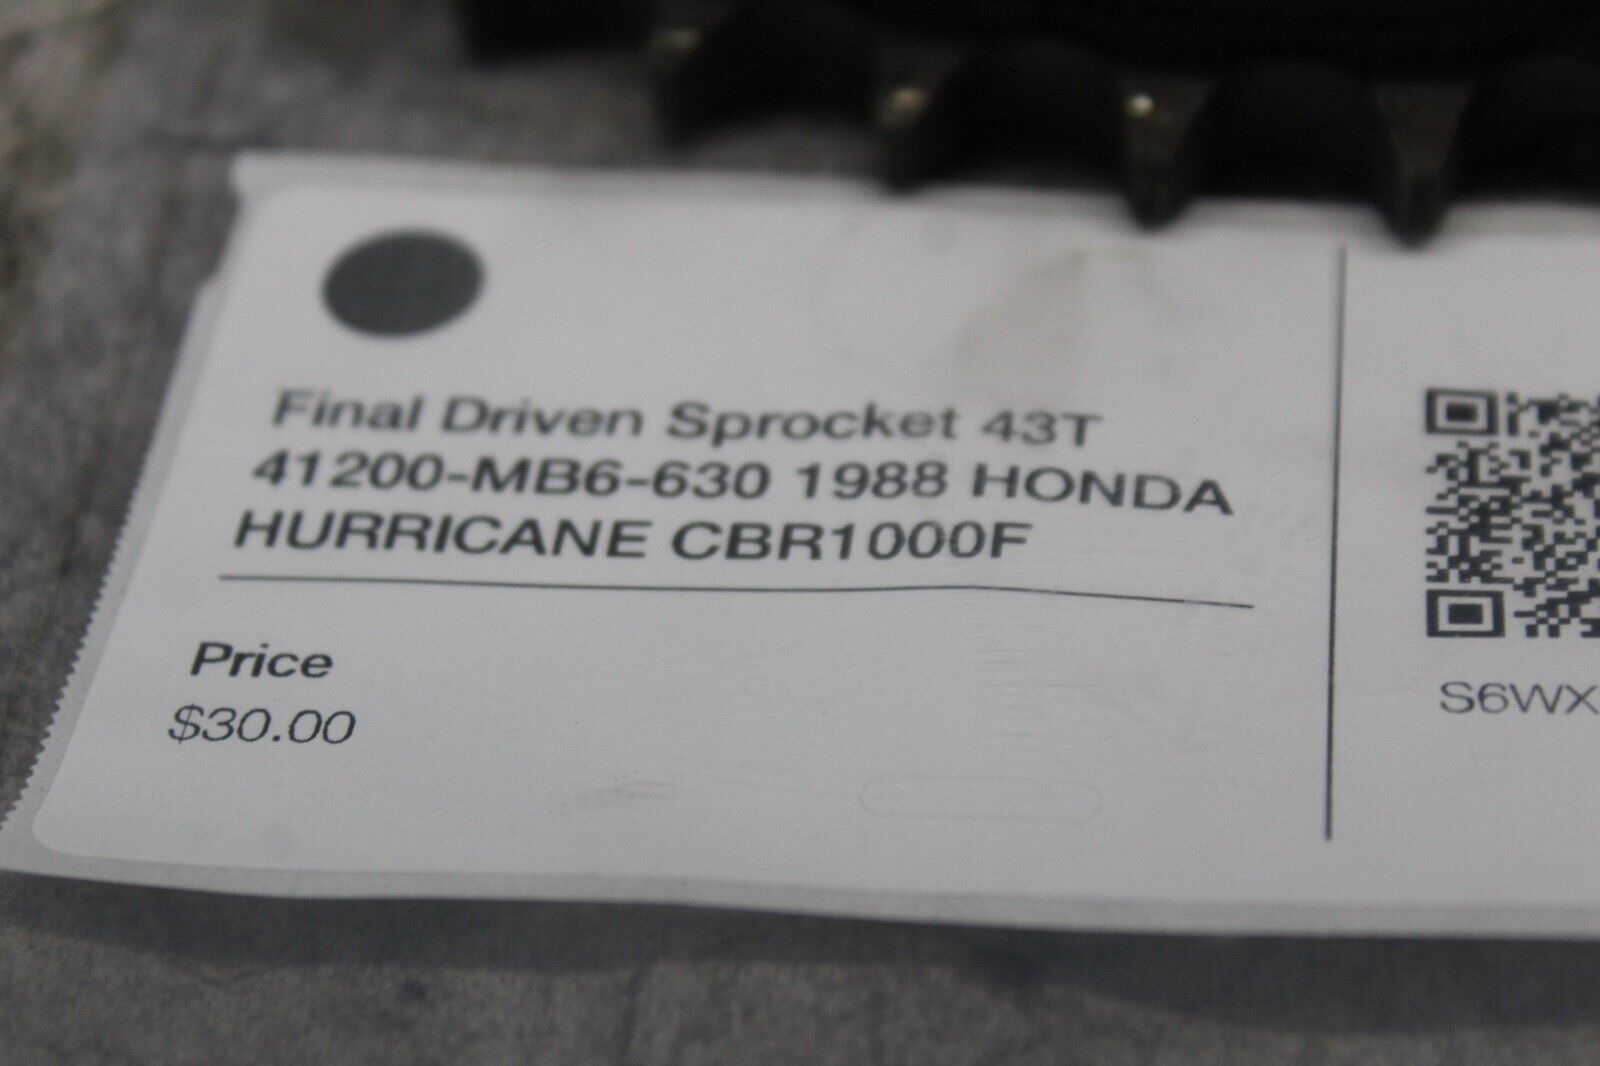 Final Driven Sprocket 43T
41200-MB6-630 1988 HONDA
HURRICANE CBR1000F
Price
$30.00
S6WX